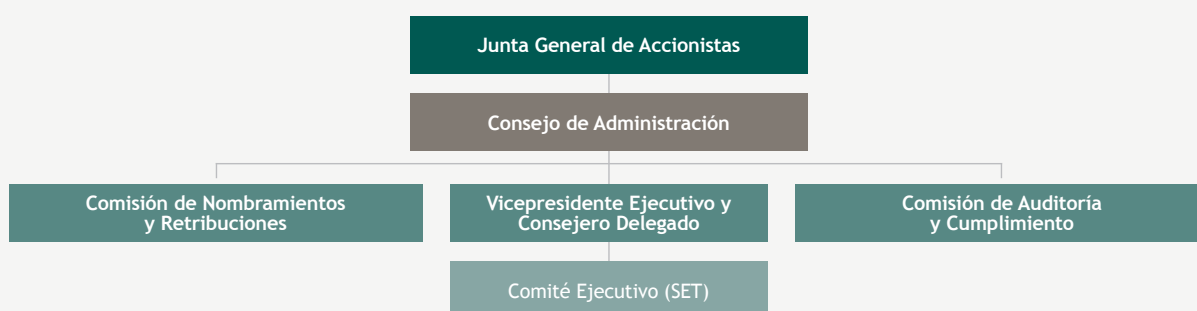 Junta General de Accionistas
Consejo de Administración
Comisión de Nombramientos
y Retribuciones
Vicepresidente Ejecutivo y
Consejero Delegado
Comisión de Auditoría
y Cumplimiento
Comité Ejecutivo (SET)